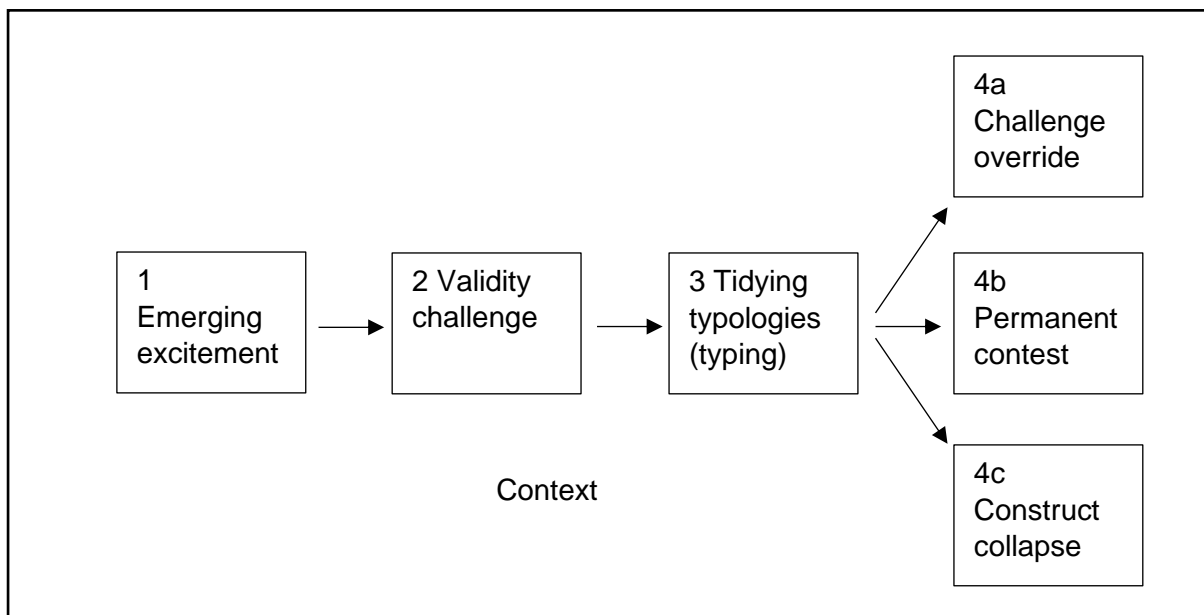 1
Emerging
excitement
2 Validity
challenge
3 Tidying
typologies
(typing)
4a
Challenge
override
4b
Permanent
contest
4c
Construct
collapse
Context